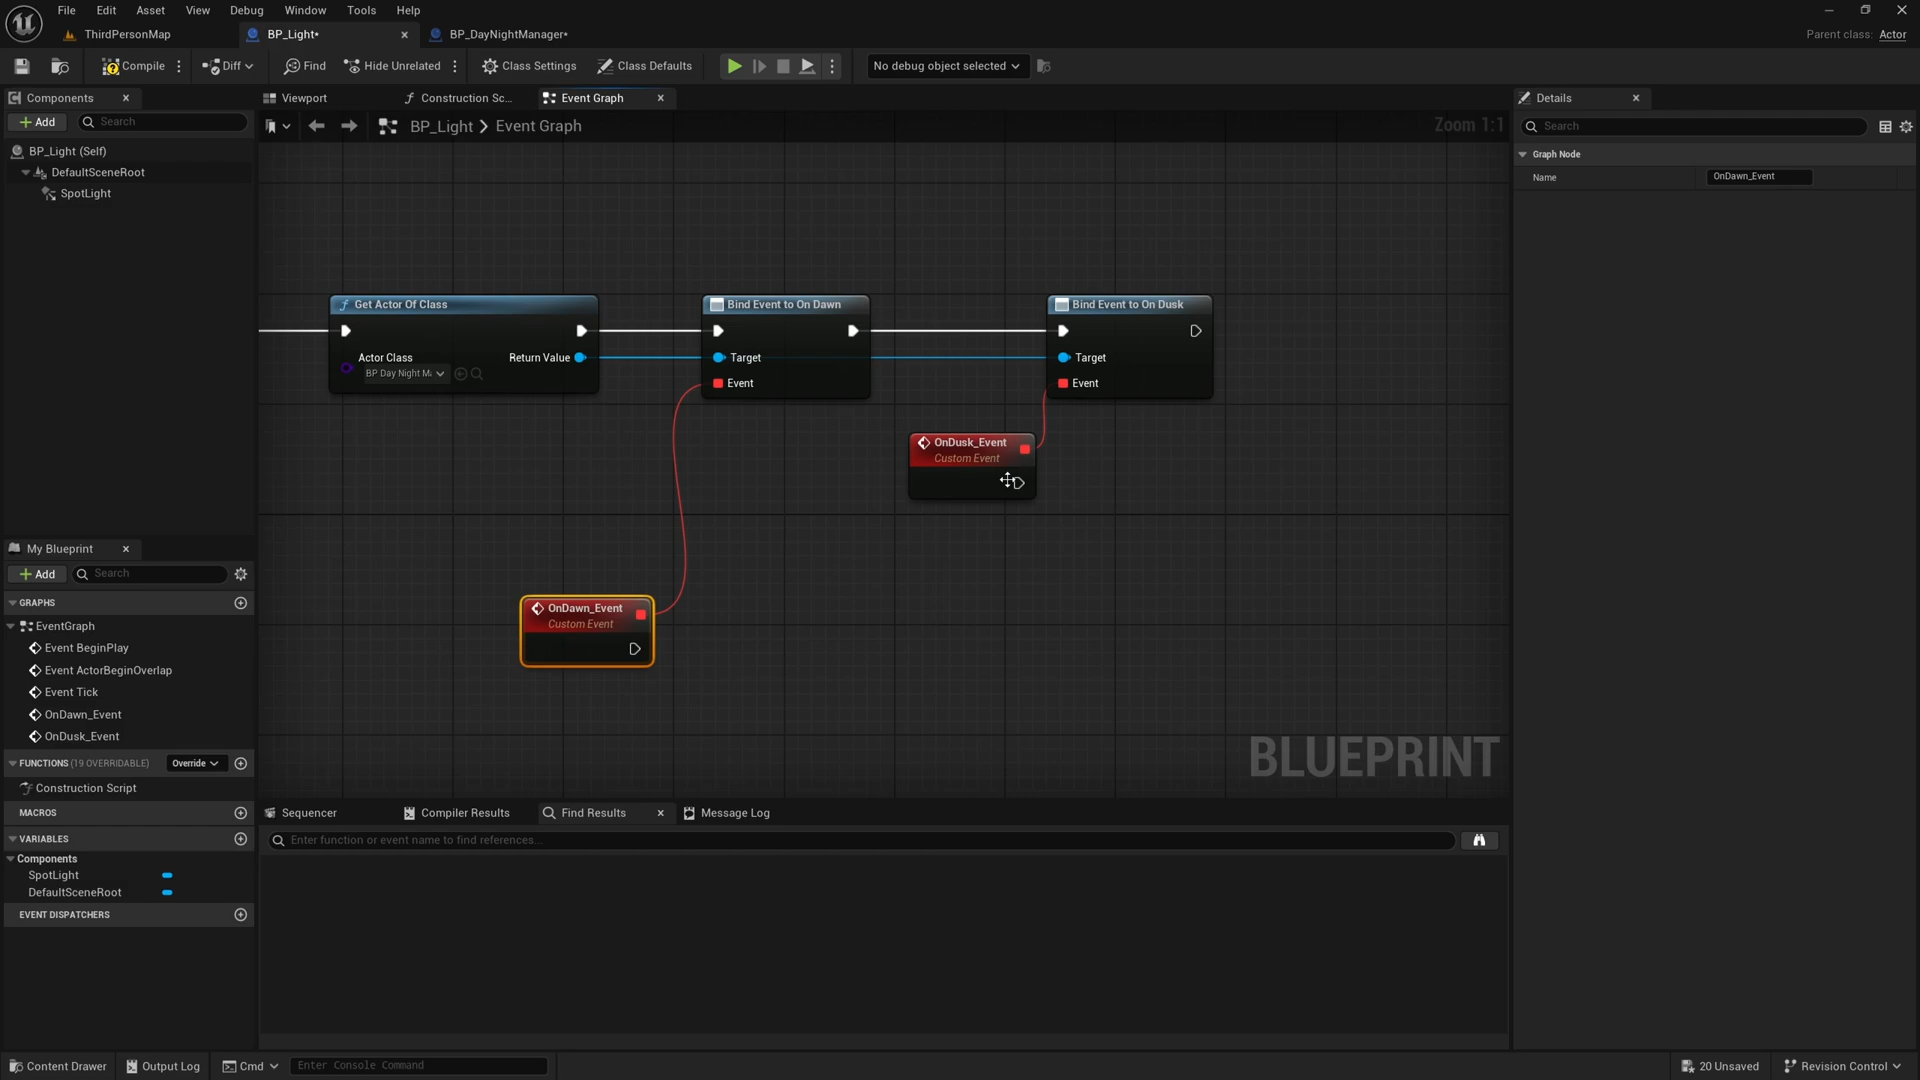 File Edit Asset View Debug Window Tools Help
ThirdPersonMap BP_Light* BP_DayNightManager* Parent class: Actor
Compile Diff Find Hide Unrelated Class Settings Class Defaults No debug object selected
Components Viewport Construction Sc... Event Graph Details
Add Search BP_Light > Event Graph Zoom 1:1 Search
BP_Light (Self) Graph Node
DefaultSceneRoot Name OnDawn_Event
SpotLight
Get Actor Of Class Bind Event to On Dawn Bind Event to On Dusk
Actor Class Return Value Target Target
BP Day Night M Event Event
OnDusk_Event
Custom Event
My Blueprint
Add Search
GRAPHS
EventGraph OnDawn_Event
Custom Event
Event BeginPlay
Event ActorBeginOverlap
Event Tick
OnDawn_Event
OnDusk_Event BLUEPRINT
FUNCTIONS (19 OVERRIDABLE) Override
Construction Script
MACROS Sequencer Compiler Results Find Results Message Log
VARIABLES Enter function or event name to find references...
Components
SpotLight
DefaultSceneRoot
EVENT DISPATCHERS
Content Drawer Output Log Cmd Enter Console Command 20 Unsaved Revision Control